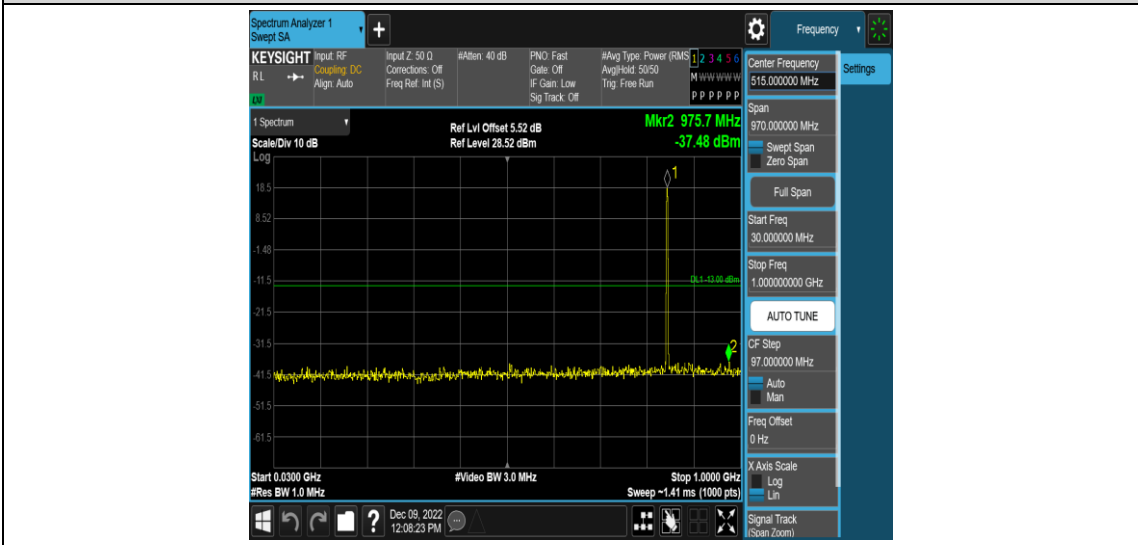 Spectrum Analyzer 1
Swept SA
+
Frequency
KEYSIGHT
RL
Input: RF
Coupling: DC
Align: Auto
Input Z: 50 Ω
Corrections: Off
Freq Ref: Int (S)
#Atten: 40 dB
PNO: Fast
Gate: Off
IF Gain: Low
Sig Track: Off
#Avg Type: Power (RMS
Avg|Hold: 50/50
Trig: Free Run
1 2 3 4 5 6
M W W W W W
P P P P P P
1 Spectrum
Scale/Div 10 dB
Log
Ref Lvl Offset 5.52 dB
Ref Level 28.52 dBm
Mkr2 975.7 MHz
-37.48 dBm
1
18.5
8.52
-1.48
-11.5
DL1 -13.00 dBm
-21.5
-31.5
2
-41.5
-51.5
-61.5
Start 0.0300 GHz
#Res BW 1.0 MHz
#Video BW 3.0 MHz
Stop 1.0000 GHz
Sweep ~1.41 ms (1000 pts)
?
Dec 09, 2022
12:08:23 PM
Center Frequency
515.000000 MHz
Settings
Span
970.000000 MHz
Swept Span
Zero Span
Full Span
Start Freq
30.000000 MHz
Stop Freq
1.000000000 GHz
AUTO TUNE
CF Step
97.000000 MHz
Auto
Man
Freq Offset
0 Hz
X Axis Scale
Log
Lin
Signal Track
(Span Zoom)